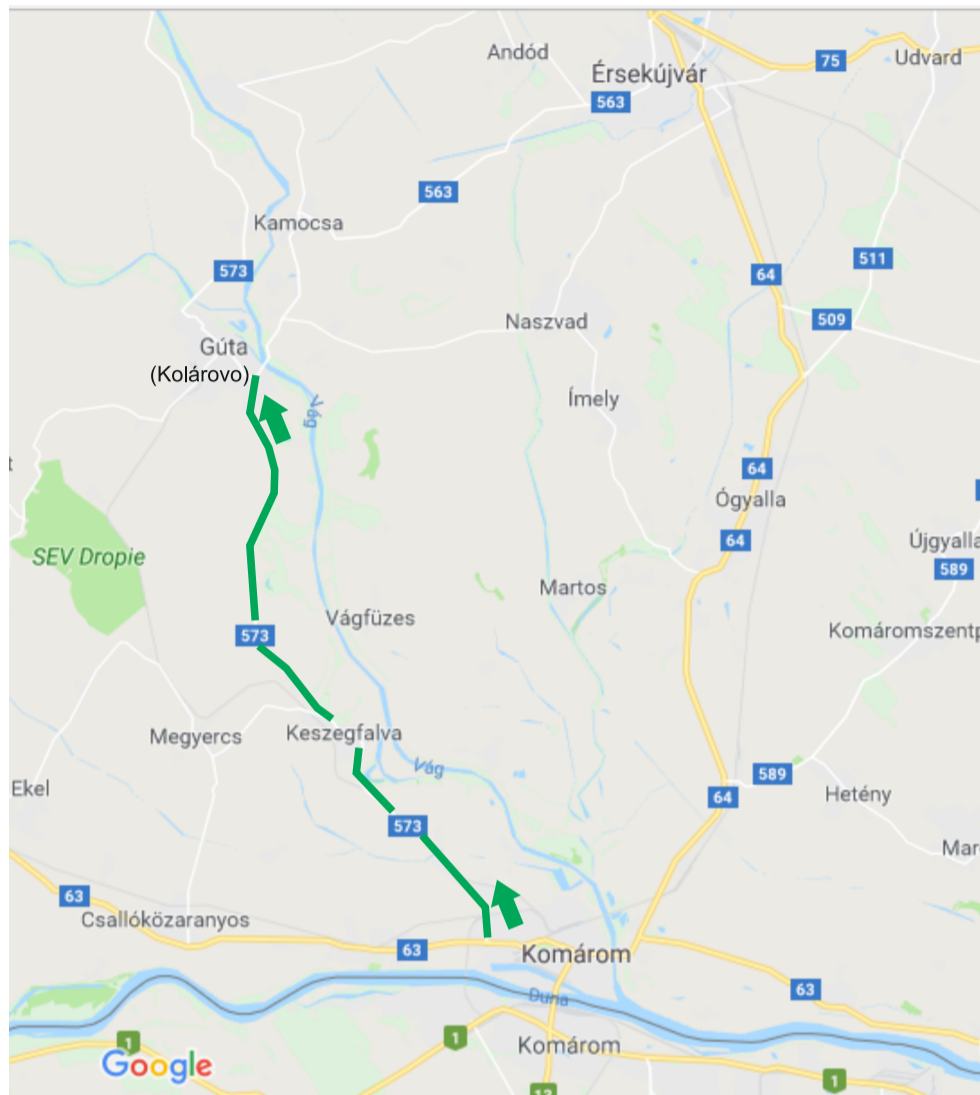 Andód
Udvard
75
Érsekújvár
563
563
Kamocsa
511
573
64
Naszvad
509
Gúta
(Kolárovo)
Ímely
Vág
64
Ógyalla
64
Újgyalla
SEV Dropie
589
Martos
Vágfüzes
Komáromszentp
573
Megyercs
Keszegfalva
Vág
589
Ekel
64
Hetény
573
Mar
63
Csallóközaranyos
63
Komárom
63
Duna
1
1
Komárom
Google
1
13